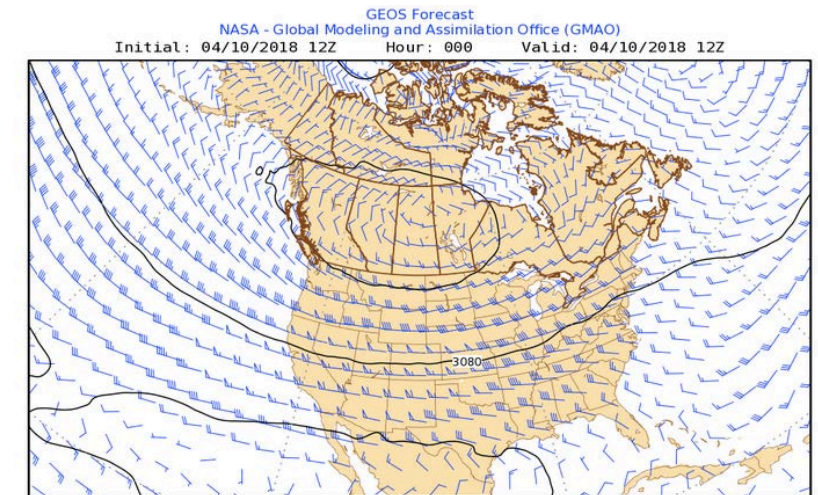 GEOS Forecast
NASA - Global Modeling and Assimilation Office (GMAO)
Initial: 04/10/2018 12Z Hour: 000 Valid: 04/10/2018 12Z
0
3080